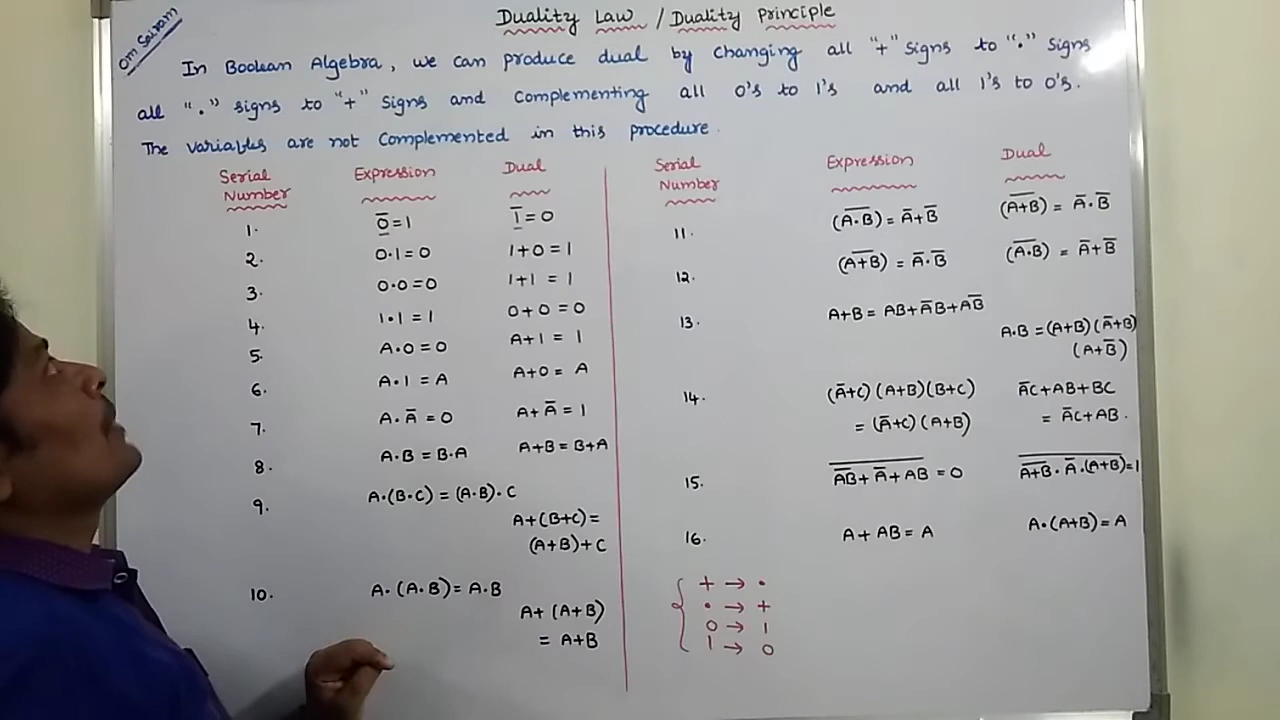 Om Sairam
Duality Law / Duality Principle
In Boolean Algebra, we can produce dual by changing all "+" signs to "." signs
all "." signs to "+" signs and complementing all 0's to 1's and all 1's to 0's.
The variables are not complemented in this procedure.
Serial Number Expression Dual
1. 0̅=1 1̅=0
2. 0·1=0 1+0=1
3. 0·0=0 1+1=1
4. 1·1=1 0+0=0
5. A·0=0 A+1=1
6. A·1=A A+0=A
7. A·A̅=0 A+A̅=1
8. A·B=B·A A+B=B+A
9. A·(B·C)=(A·B)·C A+(B+C)=
(A+B)+C
10. A·(A·B)=A·B A+(A+B)
=A+B
Serial Number Expression Dual
11. (A̅·̅B̅)=A̅+B̅ (A̅+̅B̅)=A̅·B̅
12. (A̅+̅B̅)=A̅·B̅ (A̅·̅B̅)=A̅+B̅
13. A+B=AB+A̅B+AB̅ A·B=(A+B)(A̅+B)
(A+B̅)
14. (A̅+C)(A+B)(B+C) A̅C+AB+BC
=(A̅+C)(A+B) =A̅C+AB.
15. \overline{\overline{AB}+A̅+AB}=0 \overline{\overline{A+B}·A̅·(A+B)}=1
16. A+AB=A A·(A+B)=A
+ → ·
· → +
0 → 1
1 → 0